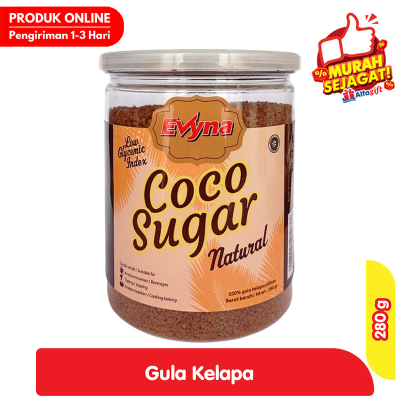 PRODUK ONLINE
Pengiriman 1-3 Hari
MURAH
SEJAGAT!
Alfagift
Evyna
Low
Glycemic
Index
Coco
Sugar
Natural
100% gula kelapa
280 g
Gula Kelapa